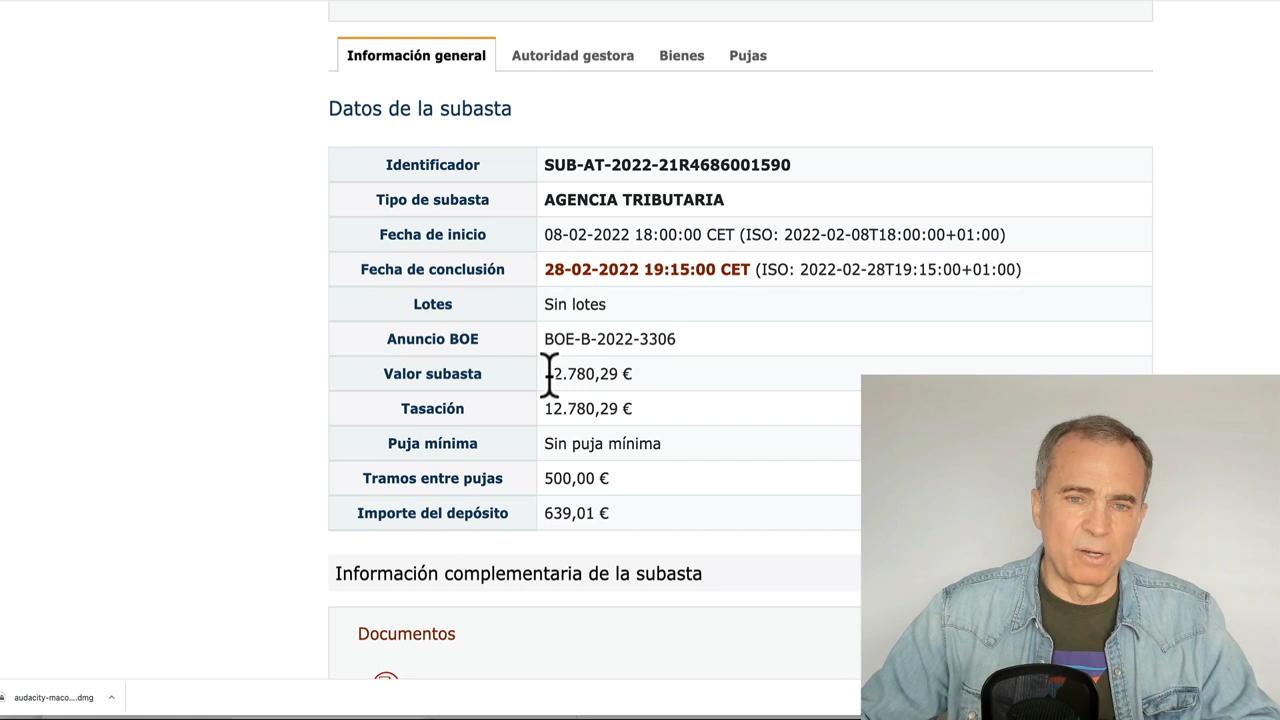 Información general Autoridad gestora Bienes Pujas
Datos de la subasta
Identificador SUB-AT-2022-21R4686001590
Tipo de subasta AGENCIA TRIBUTARIA
Fecha de inicio 08-02-2022 18:00:00 CET (ISO: 2022-02-08T18:00:00+01:00)
Fecha de conclusión 28-02-2022 19:15:00 CET (ISO: 2022-02-28T19:15:00+01:00)
Lotes Sin lotes
Anuncio BOE BOE-B-2022-3306
Valor subasta 2.780,29 €
Tasación 12.780,29 €
Puja mínima Sin puja mínima
Tramos entre pujas 500,00 €
Importe del depósito 639,01 €
Información complementaria de la subasta
Documentos
audacity-maco....dmg